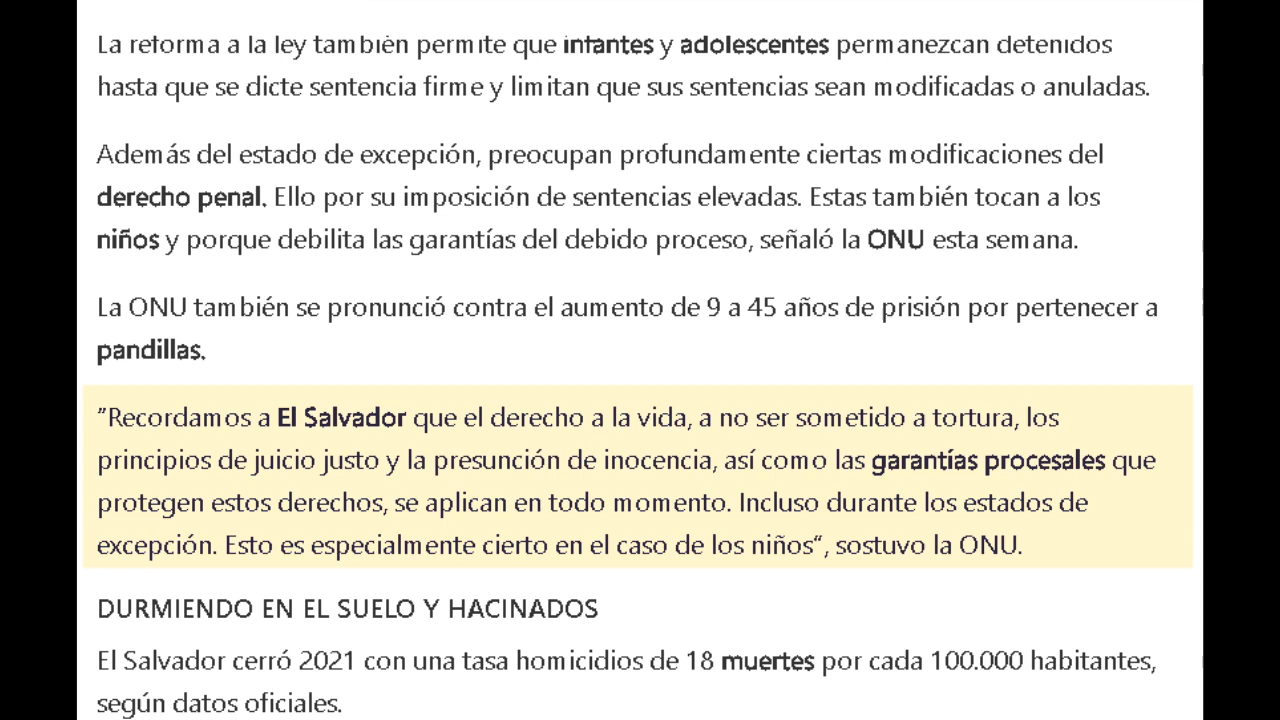 La reforma a la ley también permite que infantes y adolescentes permanezcan detenidos
hasta que se dicte sentencia firme y limitan que sus sentencias sean modificadas o anuladas.
Además del estado de excepción, preocupan profundamente ciertas modificaciones del
derecho penal. Ello por su imposición de sentencias elevadas. Estas también tocan a los
niños y porque debilita las garantías del debido proceso, señaló la ONU esta semana.
La ONU también se pronunció contra el aumento de 9 a 45 años de prisión por pertenecer a
pandillas.
"Recordamos a El Salvador que el derecho a la vida, a no ser sometido a tortura, los
principios de juicio justo y la presunción de inocencia, así como las garantías procesales que
protegen estos derechos, se aplican en todo momento. Incluso durante los estados de
excepción. Esto es especialmente cierto en el caso de los niños“, sostuvo la ONU.
DURMIENDO EN EL SUELO Y HACINADOS
El Salvador cerró 2021 con una tasa homicidios de 18 muertes por cada 100.000 habitantes,
según datos oficiales.